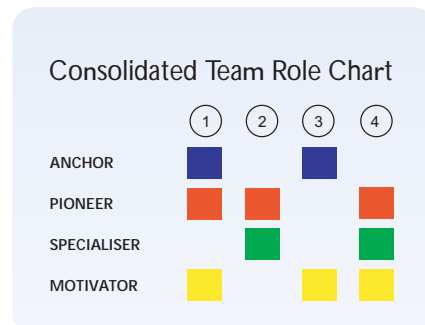 Consolidated Team Role Chart
1 2 3 4
ANCHOR
PIONEER
SPECIALISER
MOTIVATOR